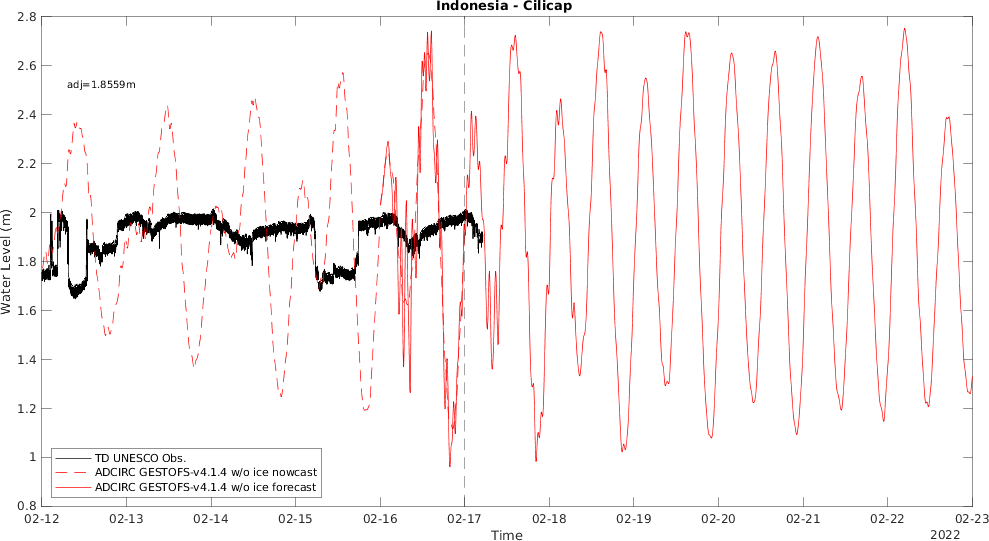 Indonesia - Cilicap
2.8
2.6
2.4
2.2
2
1.8
1.6
1.4
1.2
1
0.8
Water Level (m)
adj=1.8559m
TD UNESCO Obs.
ADCIRC GESTOFS-v4.1.4 w/o ice nowcast
ADCIRC GESTOFS-v4.1.4 w/o ice forecast
02-12 02-13 02-14 02-15 02-16 02-17 02-18 02-19 02-20 02-21 02-22 02-23
Time
2022